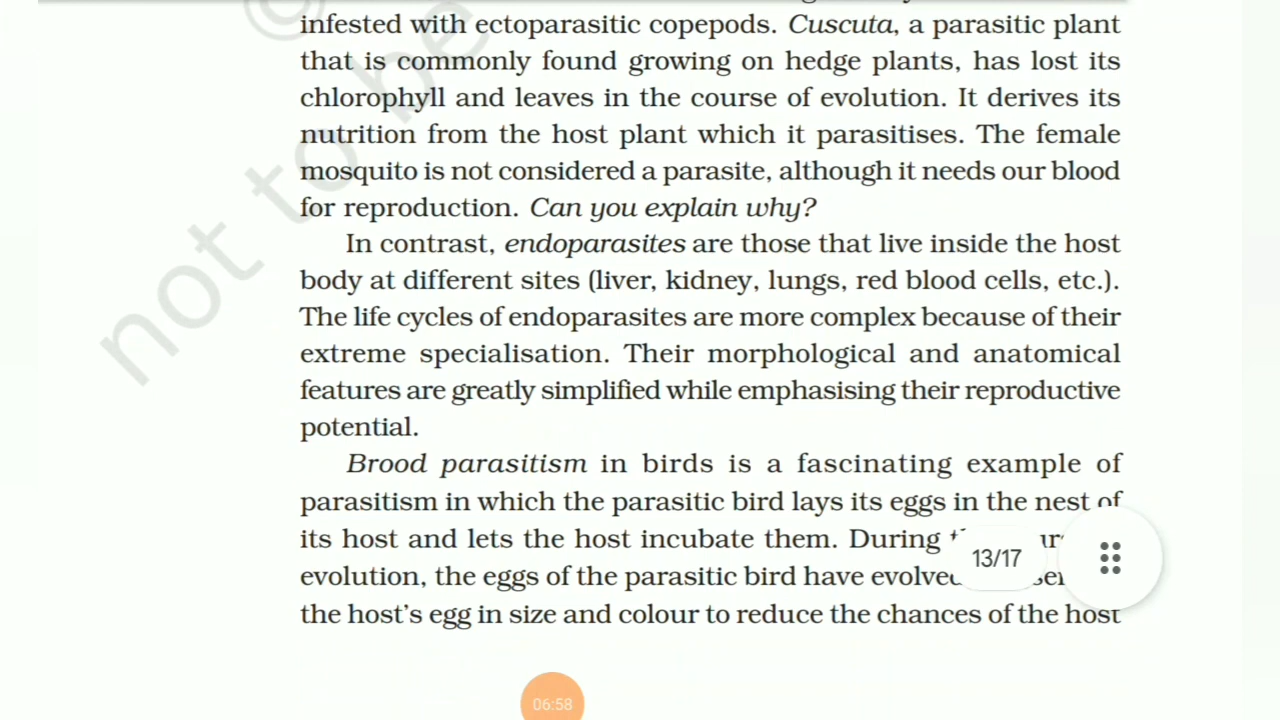 infested with ectoparasitic copepods. Cuscuta, a parasitic plant
that is commonly found growing on hedge plants, has lost its
chlorophyll and leaves in the course of evolution. It derives its
nutrition from the host plant which it parasitises. The female
mosquito is not considered a parasite, although it needs our blood
for reproduction. Can you explain why?
In contrast, endoparasites are those that live inside the host
body at different sites (liver, kidney, lungs, red blood cells, etc.).
The life cycles of endoparasites are more complex because of their
extreme specialisation. Their morphological and anatomical
features are greatly simplified while emphasising their reproductive
potential.
Brood parasitism in birds is a fascinating example of
parasitism in which the parasitic bird lays its eggs in the nest of
its host and lets the host incubate them. During
evolution, the eggs of the parasitic bird have
the host's egg in size and colour to reduce the chances of the host
13/17
06:58
© not to be